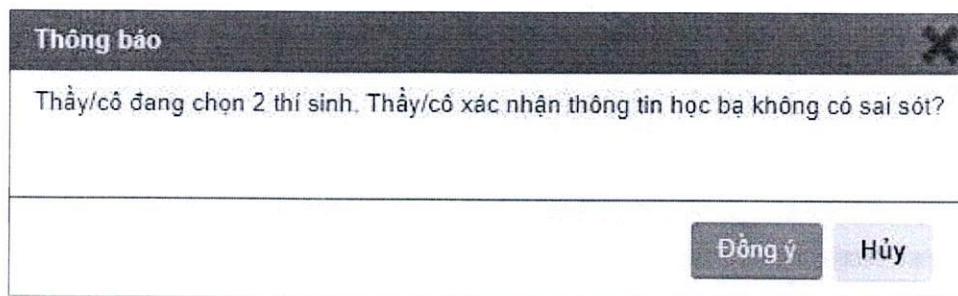 Thông báo
Thầy/cô đang chọn 2 thí sinh. Thầy/cô xác nhận thông tin học bạ không có sai sót?
Đồng ý
Hủy